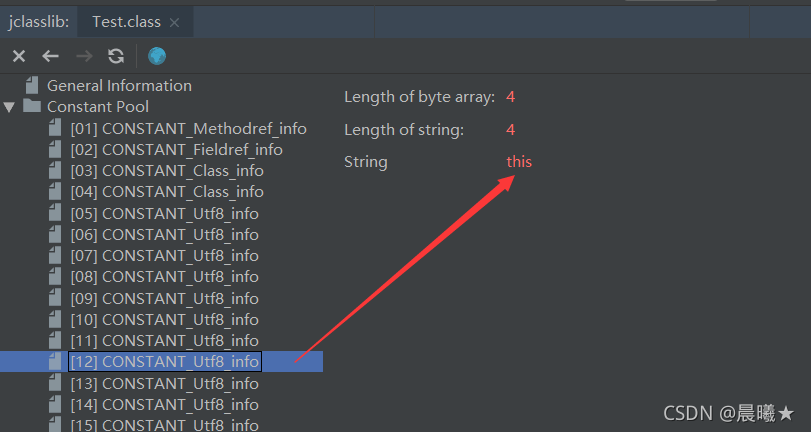 jclasslib: Test.class
General Information
Constant Pool
[01] CONSTANT_Methodref_info
[02] CONSTANT_Fieldref_info
[03] CONSTANT_Class_info
[04] CONSTANT_Class_info
[05] CONSTANT_Utf8_info
[06] CONSTANT_Utf8_info
[07] CONSTANT_Utf8_info
[08] CONSTANT_Utf8_info
[09] CONSTANT_Utf8_info
[10] CONSTANT_Utf8_info
[11] CONSTANT_Utf8_info
[12] CONSTANT_Utf8_info
[13] CONSTANT_Utf8_info
[14] CONSTANT_Utf8_info
[15] CONSTANT_Utf8_info
Length of byte array: 4
Length of string: 4
String this
CSDN @晨曦★